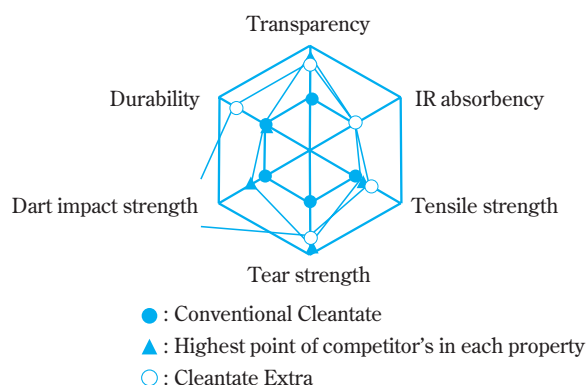 Transparency
Durability
IR absorbency
Dart impact strength
Tensile strength
Tear strength
● : Conventional Cleantate
▲ : Highest point of competitor's in each property
○ : Cleantate Extra